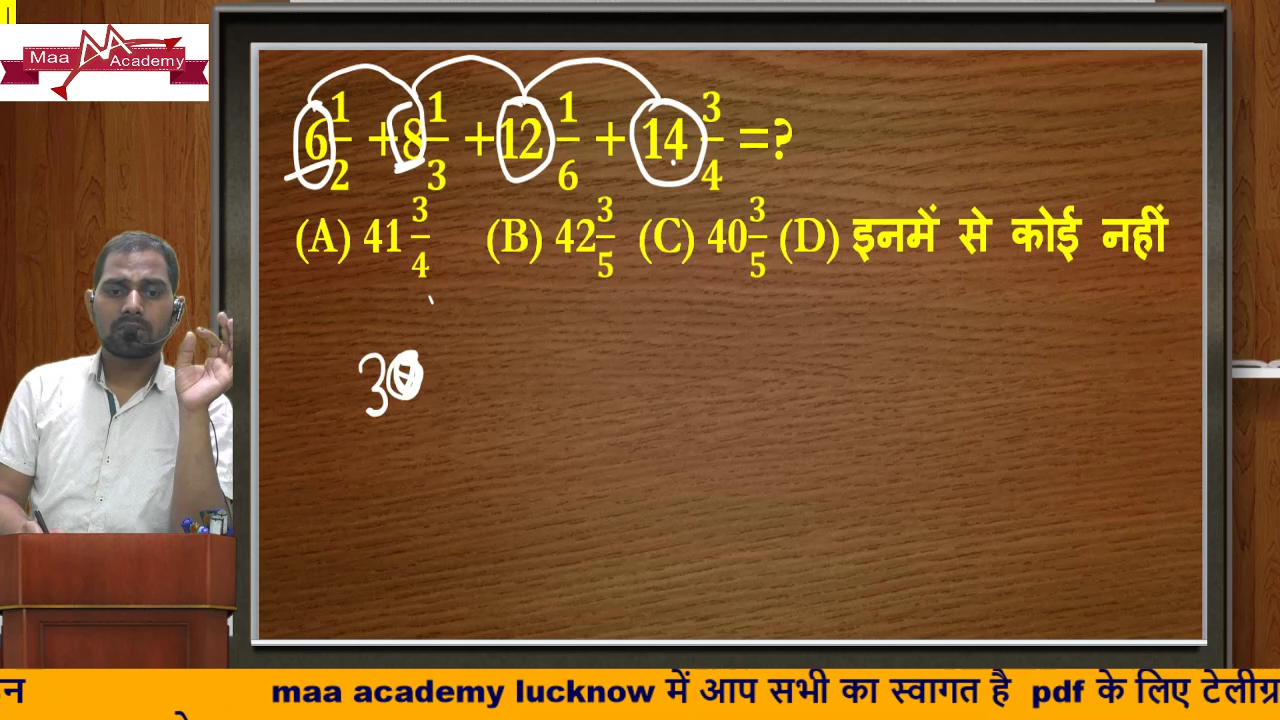 Maa Academy
6 1/2 + 8 1/3 + 12 1/6 + 14 3/4 =?
(A) 41 3/4 (B) 42 3/5 (C) 40 3/5 (D) इनमें से कोई नहीं
maa academy lucknow में आप सभी का स्वागत है pdf के लिए टेलीग्र